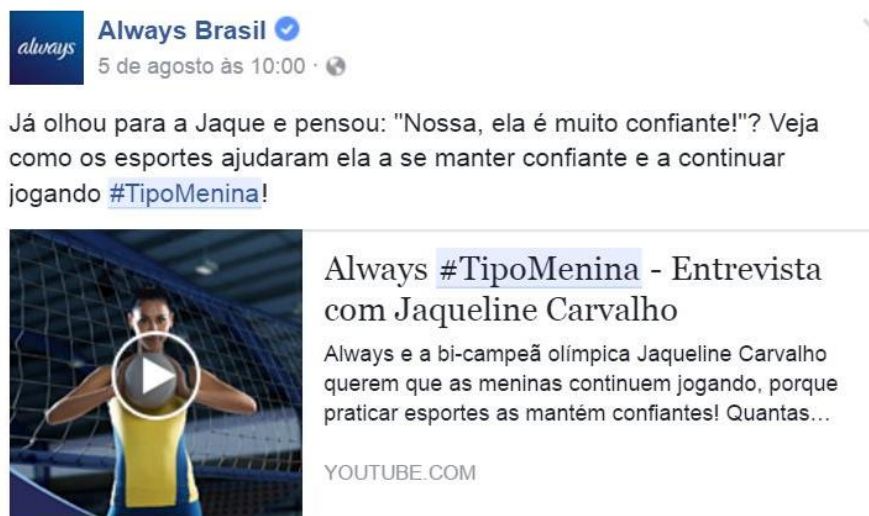 always
Always Brasil
5 de agosto às 10:00 ·
Já olhou para a Jaque e pensou: "Nossa, ela é muito confiante!"? Veja
como os esportes ajudaram ela a se manter confiante e a continuar
jogando #TipoMenina!
Always #TipoMenina - Entrevista
com Jaqueline Carvalho
Always e a bi-campeã olímpica Jaqueline Carvalho
querem que as meninas continuem jogando, porque
praticar esportes as mantém confiantes! Quantas...
YOUTUBE.COM